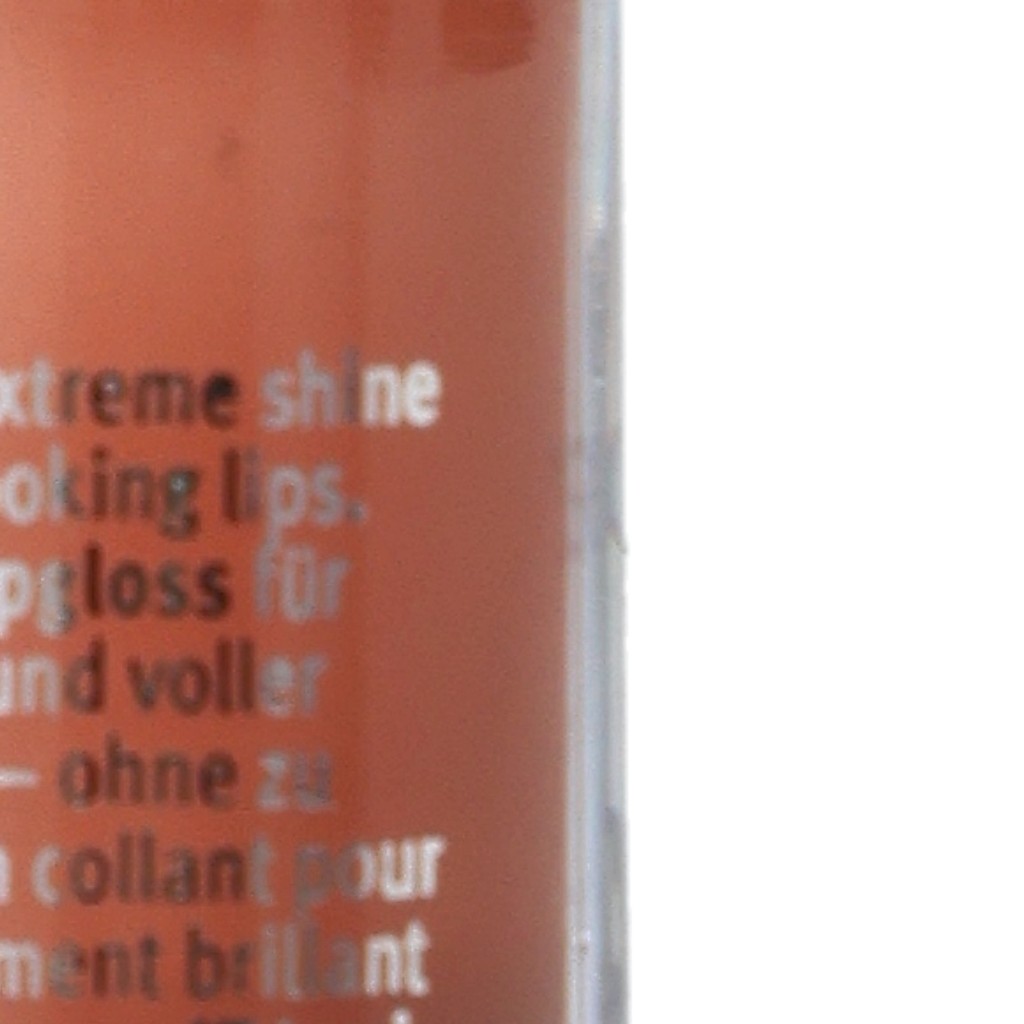 xtreme shine
oking lips.
pgloss für
und voller
– ohne zu
collant pour
ment brillant